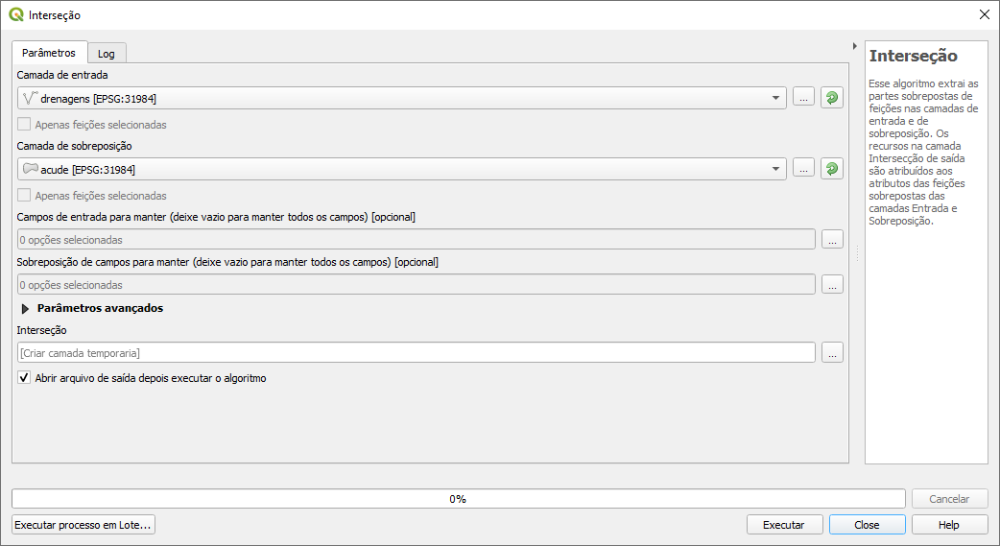 Interseção
Parâmetros
Log
Camada de entrada
drenagens [EPSG:31984]
...
Apenas feições selecionadas
Camada de sobreposição
acude [EPSG:31984]
...
Apenas feições selecionadas
Campos de entrada para manter (deixe vazio para manter todos os campos) [opcional]
0 opções selecionadas
...
Sobreposição de campos para manter (deixe vazio para manter todos os campos) [opcional]
0 opções selecionadas
...
Parâmetros avançados
Interseção
[Criar camada temporaria]
...
Abrir arquivo de saída depois executar o algoritmo
Interseção
Esse algoritmo extrai as
partes sobrepostas de
feições nas camadas de
entrada e de
sobreposição. Os
recursos na camada
Intersecção de saída
são atribuídos aos
atributos das feições
sobrepostas das
camadas Entrada e
Sobreposição.
0%
Cancelar
Executar processo em Lote...
Executar
Close
Help